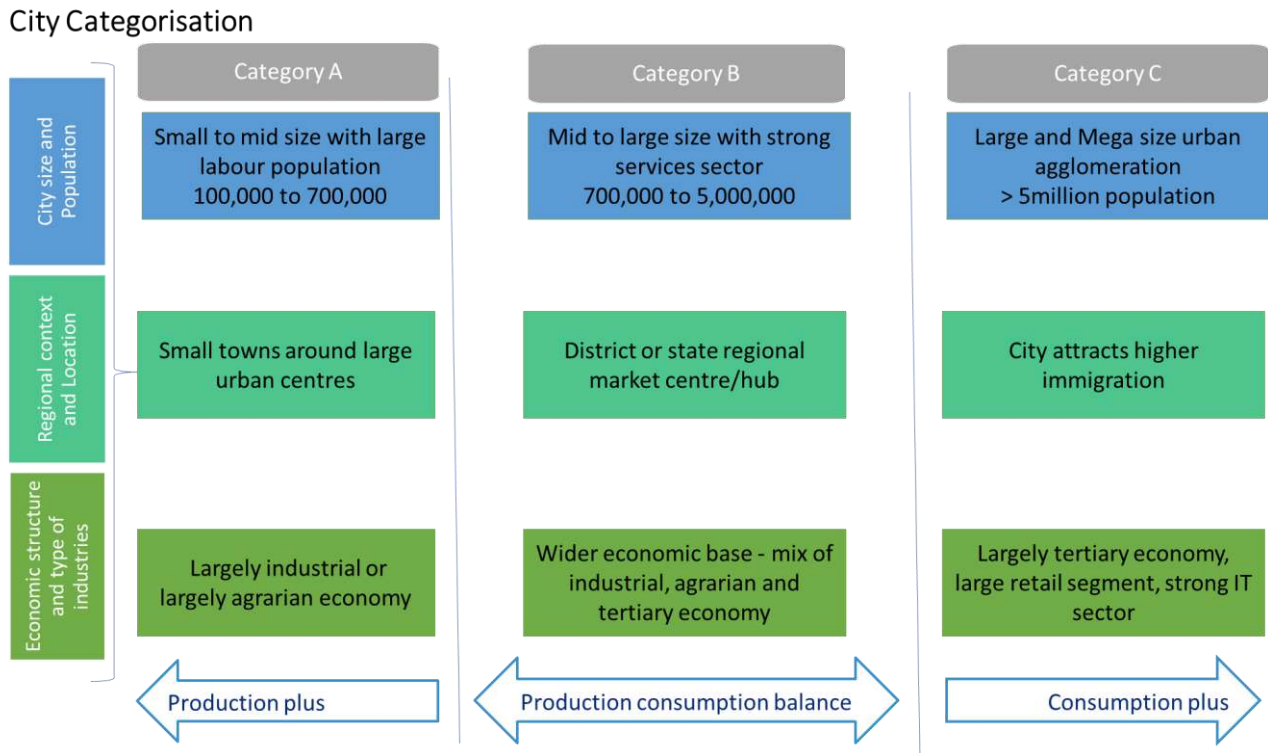 City Categorisation
Category A
Category B
Category C
City size and
Population
Small to mid size with large
labour population
100,000 to 700,000
Mid to large size with strong
services sector
700,000 to 5,000,000
Large and Mega size urban
agglomeration
> 5million population
Regional context
and Location
Small towns around large
urban centres
District or state regional
market centre/hub
City attracts higher
immigration
Economic structure
and type of
industries
Largely industrial or
largely agrarian economy
Wider economic base - mix of
industrial, agrarian and
tertiary economy
Largely tertiary economy,
large retail segment, strong IT
sector
Production plus
Production consumption balance
Consumption plus